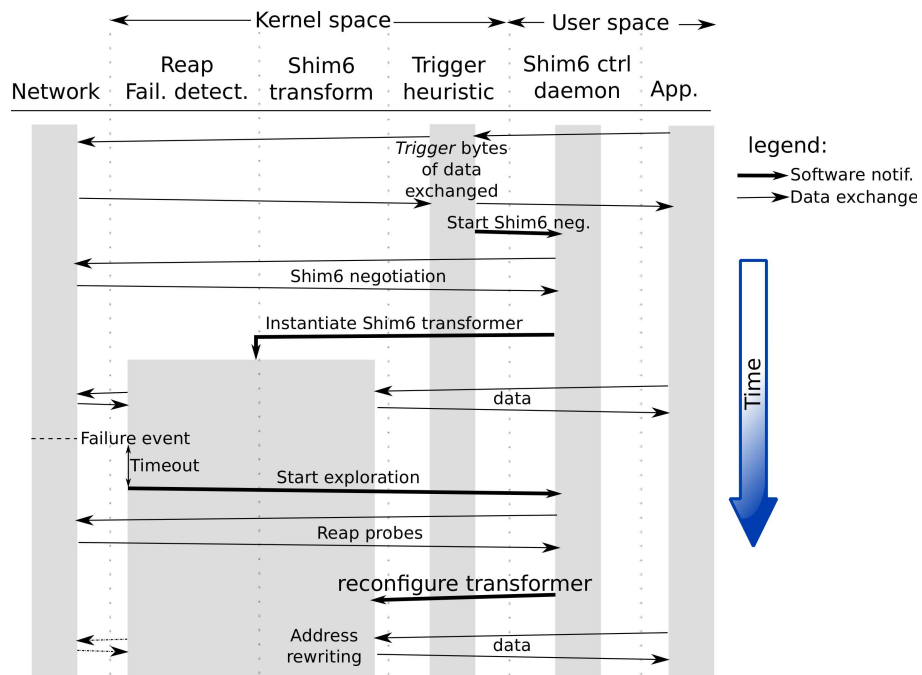 Kernel space
User space
Network
Reap
Fail. detect.
Shim6
transform
Trigger
heuristic
Shim6 ctrl
daemon
App.
legend:
Software notif.
Data exchange
Trigger bytes
of data
exchanged
Start Shim6 neg.
Shim6 negotiation
Instantiate Shim6 transformer
data
Failure event
Timeout
Start exploration
Reap probes
reconfigure transformer
Address
rewriting
data
Time